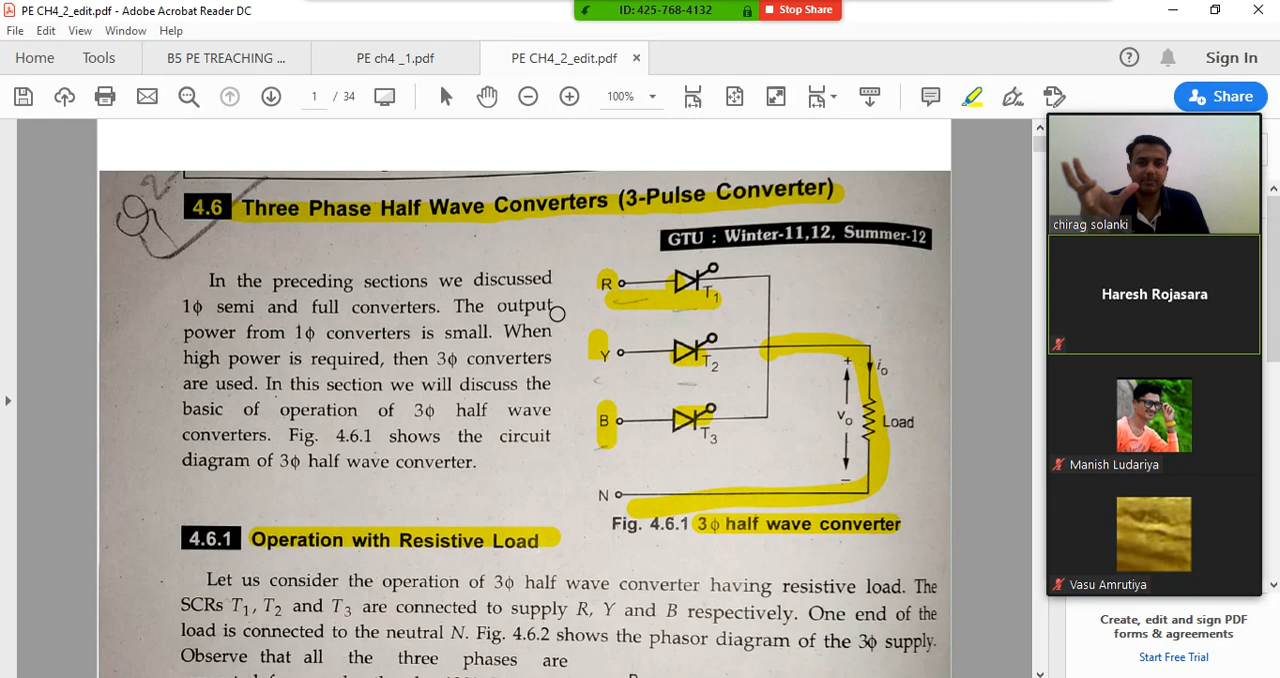 PE CH4_2_edit.pdf - Adobe Acrobat Reader DC
ID: 425-768-4132
Stop Share
File Edit View Window Help
Home Tools B5 PE TREACHING ... PE ch4 _1.pdf PE CH4_2_edit.pdf × Sign In
1 / 34 100% Share
4.6 Three Phase Half Wave Converters (3-Pulse Converter)
GTU : Winter-11,12, Summer-12
In the preceding sections we discussed
1ϕ semi and full converters. The output
power from 1ϕ converters is small. When
high power is required, then 3ϕ converters
are used. In this section we will discuss the
basic of operation of 3ϕ half wave
converters. Fig. 4.6.1 shows the circuit
diagram of 3ϕ half wave converter.
R T1
Y T2
B T3
N
+
io
vo
Load
−
Fig. 4.6.1 3ϕ half wave converter
4.6.1 Operation with Resistive Load
Let us consider the operation of 3ϕ half wave converter having resistive load. The
SCRs T1, T2 and T3 are connected to supply R, Y and B respectively. One end of the
load is connected to the neutral N. Fig. 4.6.2 shows the phasor diagram of the 3ϕ supply.
Observe that all the three phases are
chirag solanki
Haresh Rojasara
Manish Ludariya
Vasu Amrutiya
Create, edit and sign PDF
forms & agreements
Start Free Trial